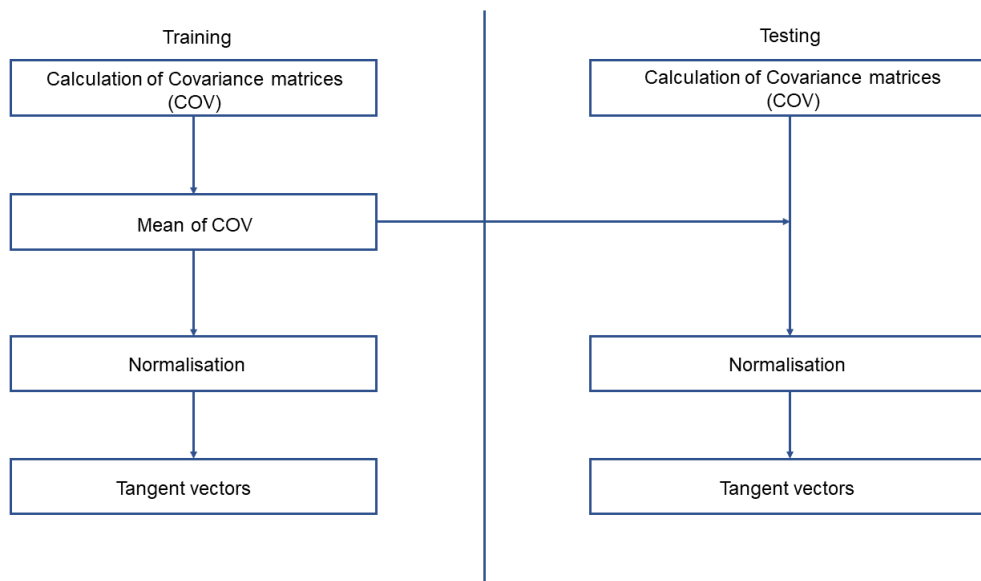 Training
Calculation of Covariance matrices
(COV)
Mean of COV
Normalisation
Tangent vectors
Testing
Calculation of Covariance matrices
(COV)
Normalisation
Tangent vectors